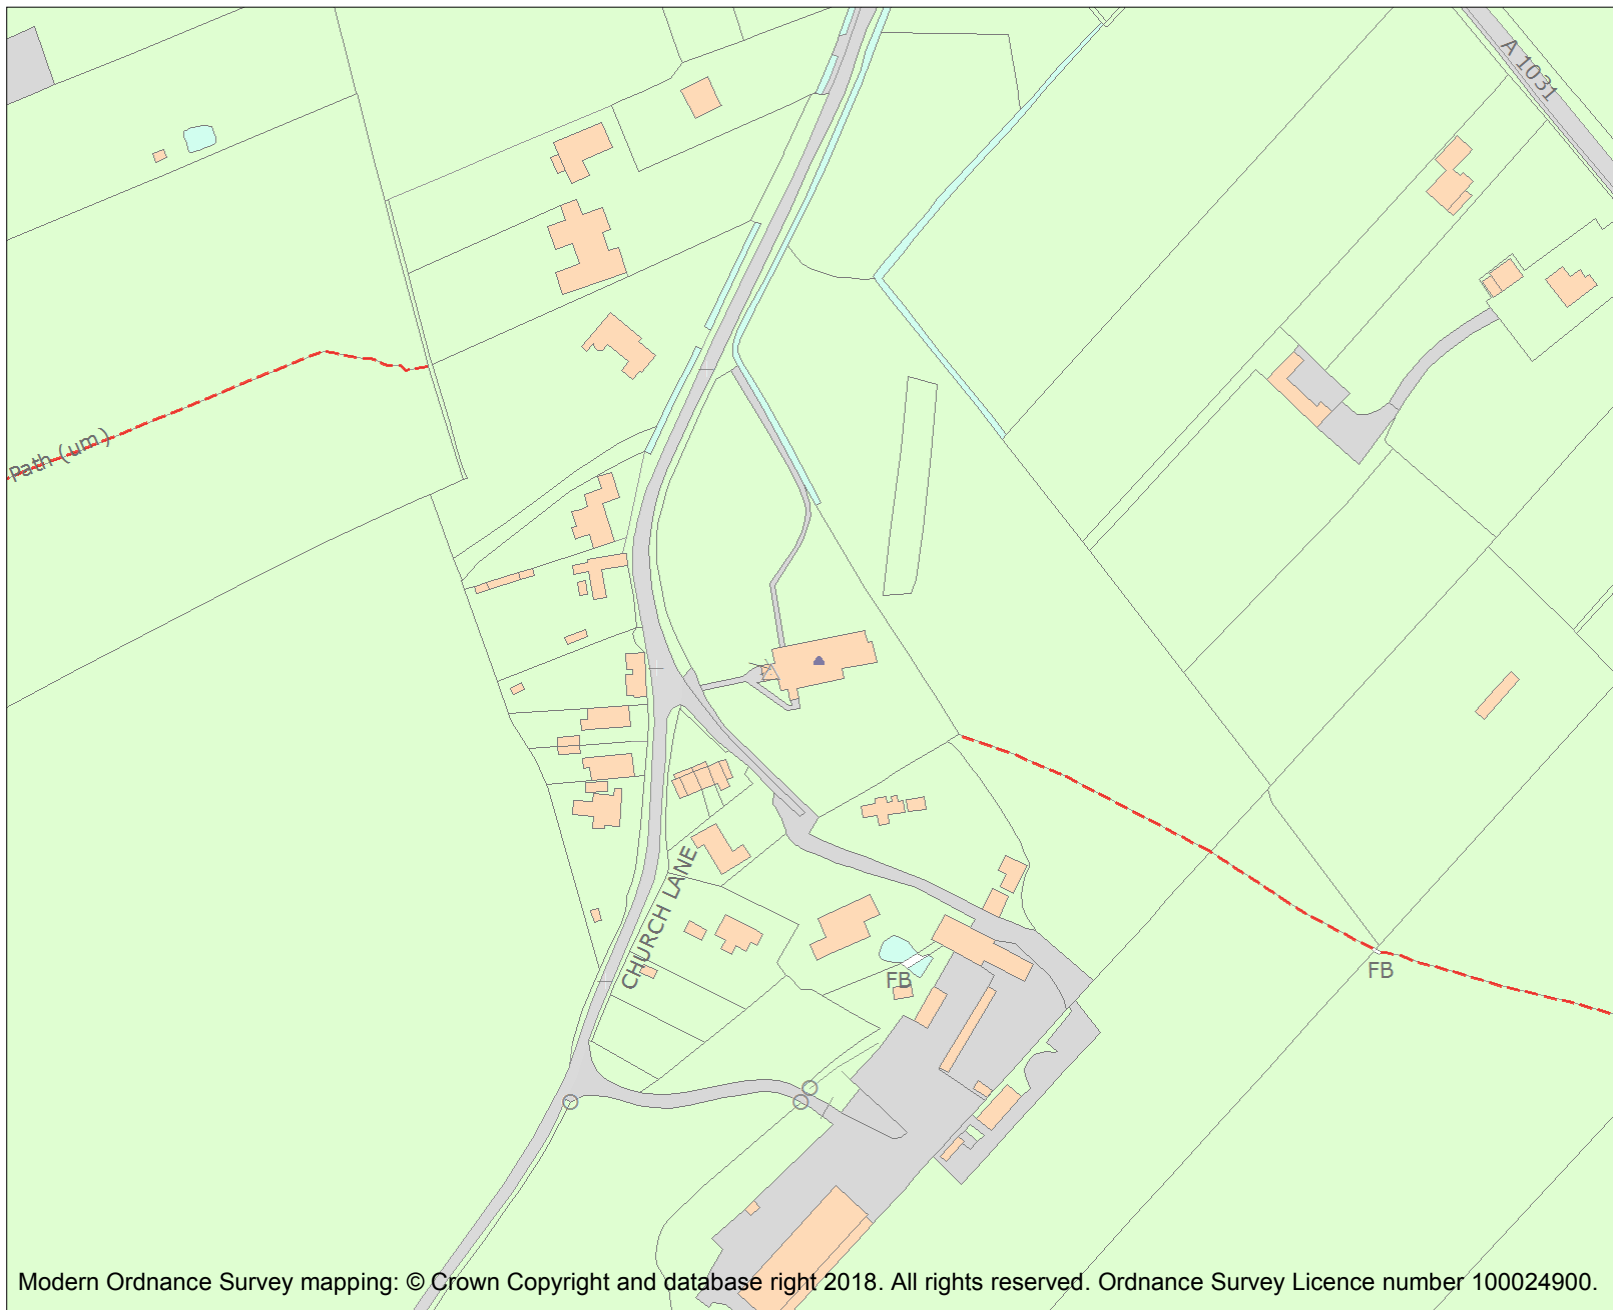 A 1031
Path (um)
CHURCH LANE
FB
FB
Modern Ordnance Survey mapping: © Crown Copyright and database right 2018. All rights reserved. Ordnance Survey Licence number 100024900.